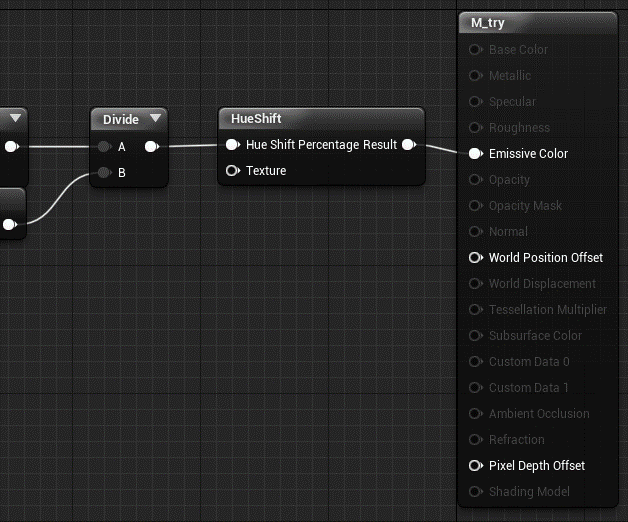 M_try
Base Color
Metallic
Specular
Roughness
Emissive Color
Opacity
Opacity Mask
Normal
World Position Offset
World Displacement
Tessellation Multiplier
Subsurface Color
Custom Data 0
Custom Data 1
Ambient Occlusion
Refraction
Pixel Depth Offset
Shading Model
Divide
A
B
HueShift
Hue Shift Percentage Result
Texture